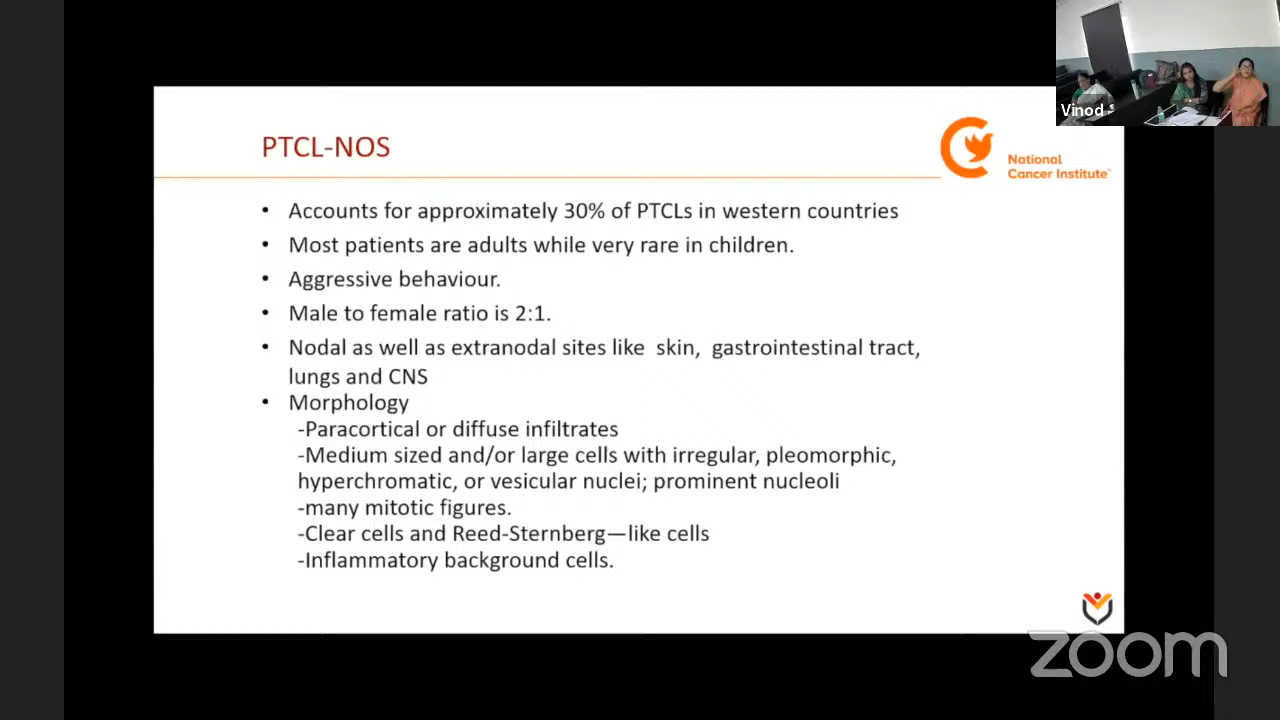 Vinod
PTCL-NOS
National
Cancer Institute
• Accounts for approximately 30% of PTCLs in western countries
• Most patients are adults while very rare in children.
• Aggressive behaviour.
• Male to female ratio is 2:1.
• Nodal as well as extranodal sites like skin, gastrointestinal tract,
lungs and CNS
• Morphology
-Paracortical or diffuse infiltrates
-Medium sized and/or large cells with irregular, pleomorphic,
hyperchromatic, or vesicular nuclei; prominent nucleoli
-many mitotic figures.
-Clear cells and Reed-Sternberg—like cells
-Inflammatory background cells.
zoom